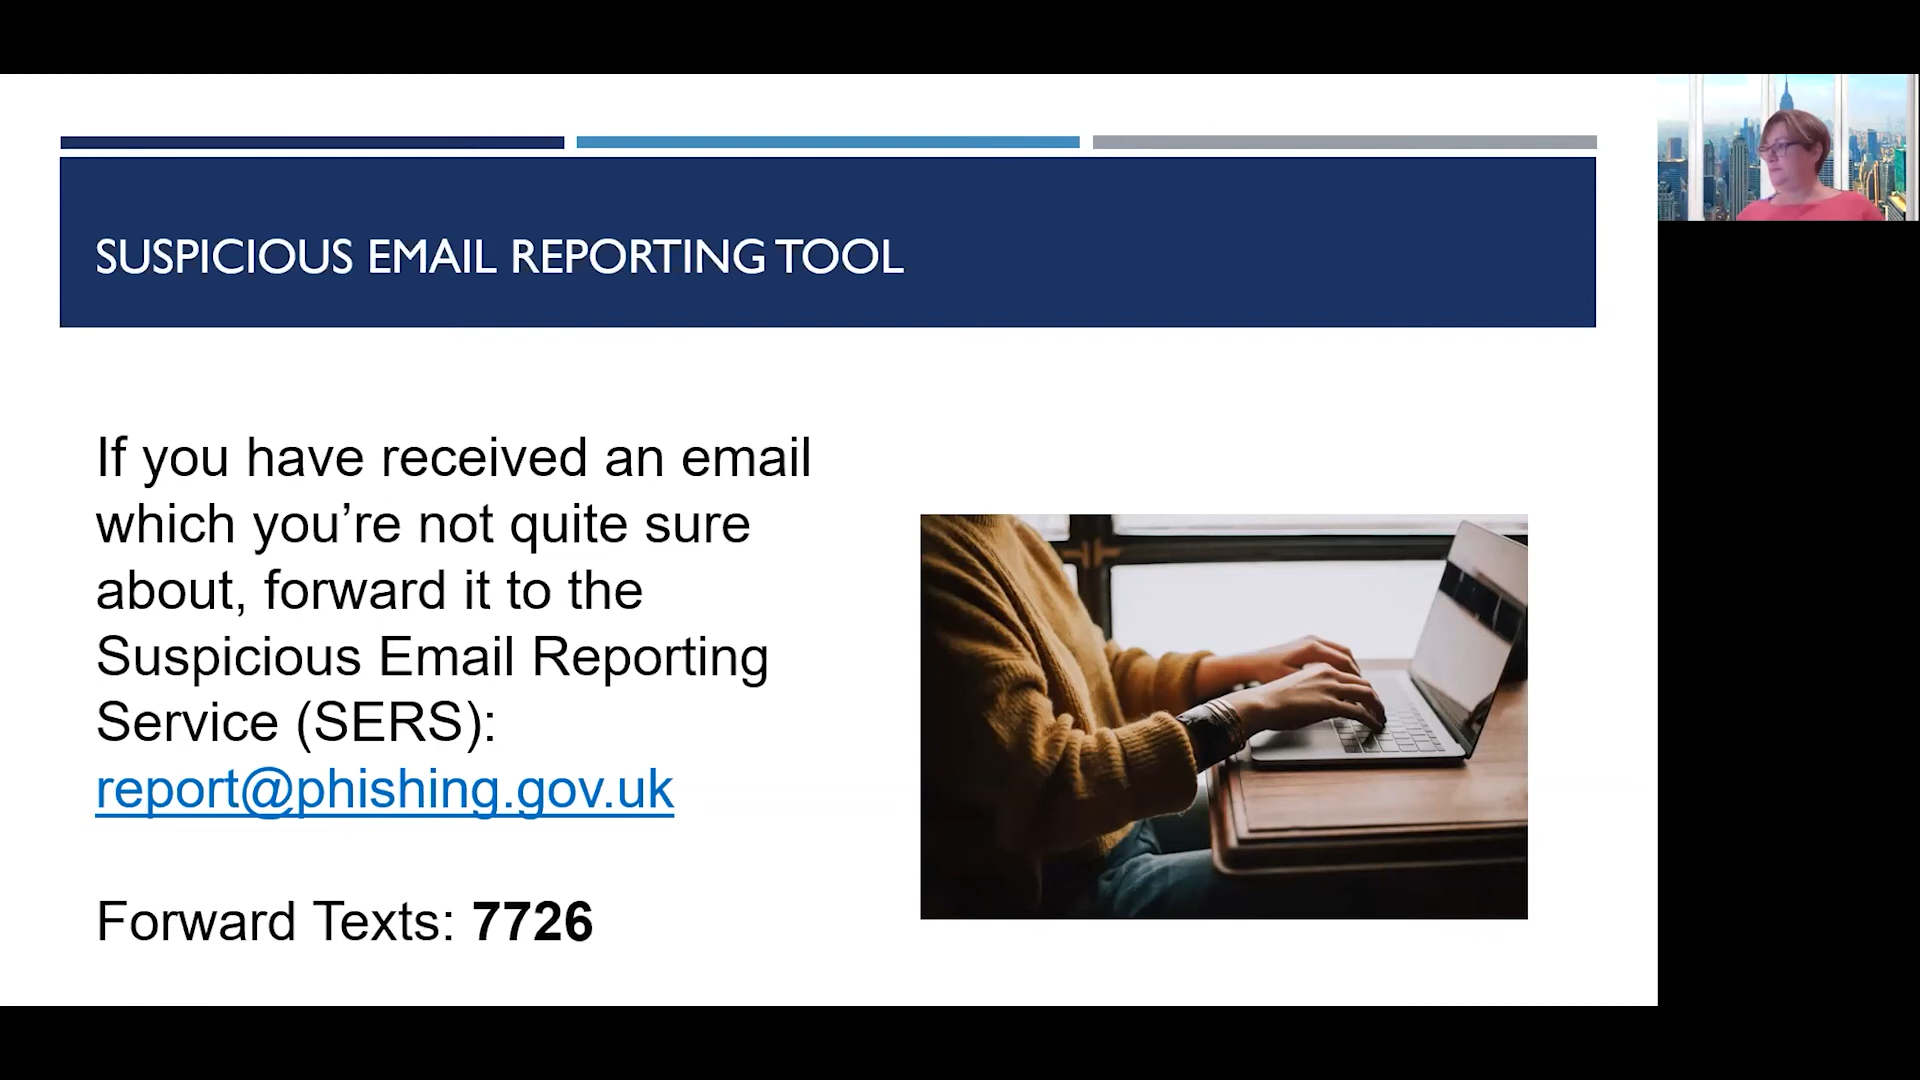 SUSPICIOUS EMAIL REPORTING TOOL
If you have received an email
which you’re not quite sure
about, forward it to the
Suspicious Email Reporting
Service (SERS):
report@phishing.gov.uk
Forward Texts: 7726